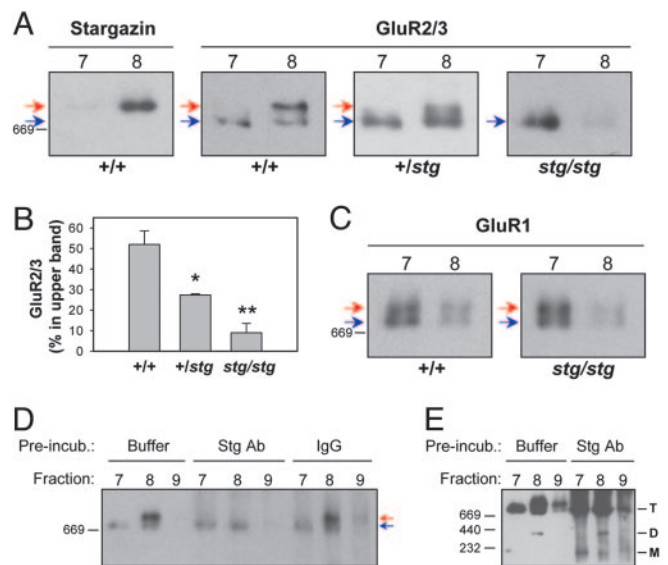 A
Stargazin GluR2/3
7 8 7 8 7 8 7 8
669
+/+ +/+ +/stg stg/stg
B
GluR2/3
(% in upper band)
60
50
40
30
20
10
0
* **
+/+ +/stg stg/stg
C
GluR1
7 8 7 8
669
+/+ stg/stg
D
Pre-incub.: Buffer Stg Ab IgG
Fraction: 7 8 9 7 8 9 7 8 9
669
E
Pre-incub.: Buffer Stg Ab
Fraction: 7 8 9 7 8 9
669 T
440 D
232 M